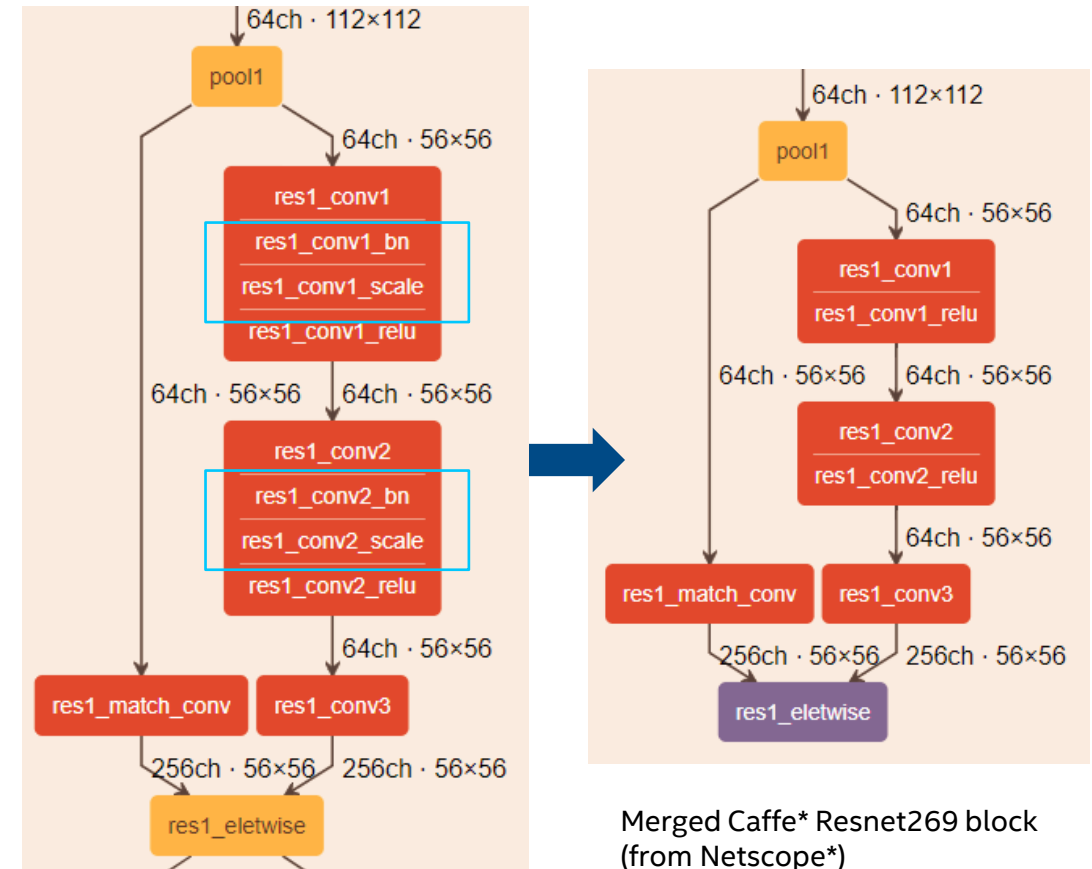 64ch · 112×112
pool1
64ch · 56×56
res1_conv1
res1_conv1_bn
res1_conv1_scale
res1_conv1_relu
64ch · 56×56
64ch · 56×56
res1_conv2
res1_conv2_bn
res1_conv2_scale
res1_conv2_relu
64ch · 56×56
res1_match_conv
res1_conv3
256ch · 56×56
256ch · 56×56
res1_eletwise
64ch · 112×112
pool1
64ch · 56×56
res1_conv1
res1_conv1_relu
64ch · 56×56
64ch · 56×56
res1_conv2
res1_conv2_relu
64ch · 56×56
res1_match_conv
res1_conv3
256ch · 56×56
256ch · 56×56
res1_eletwise
Merged Caffe* Resnet269 block
(from Netscope*)